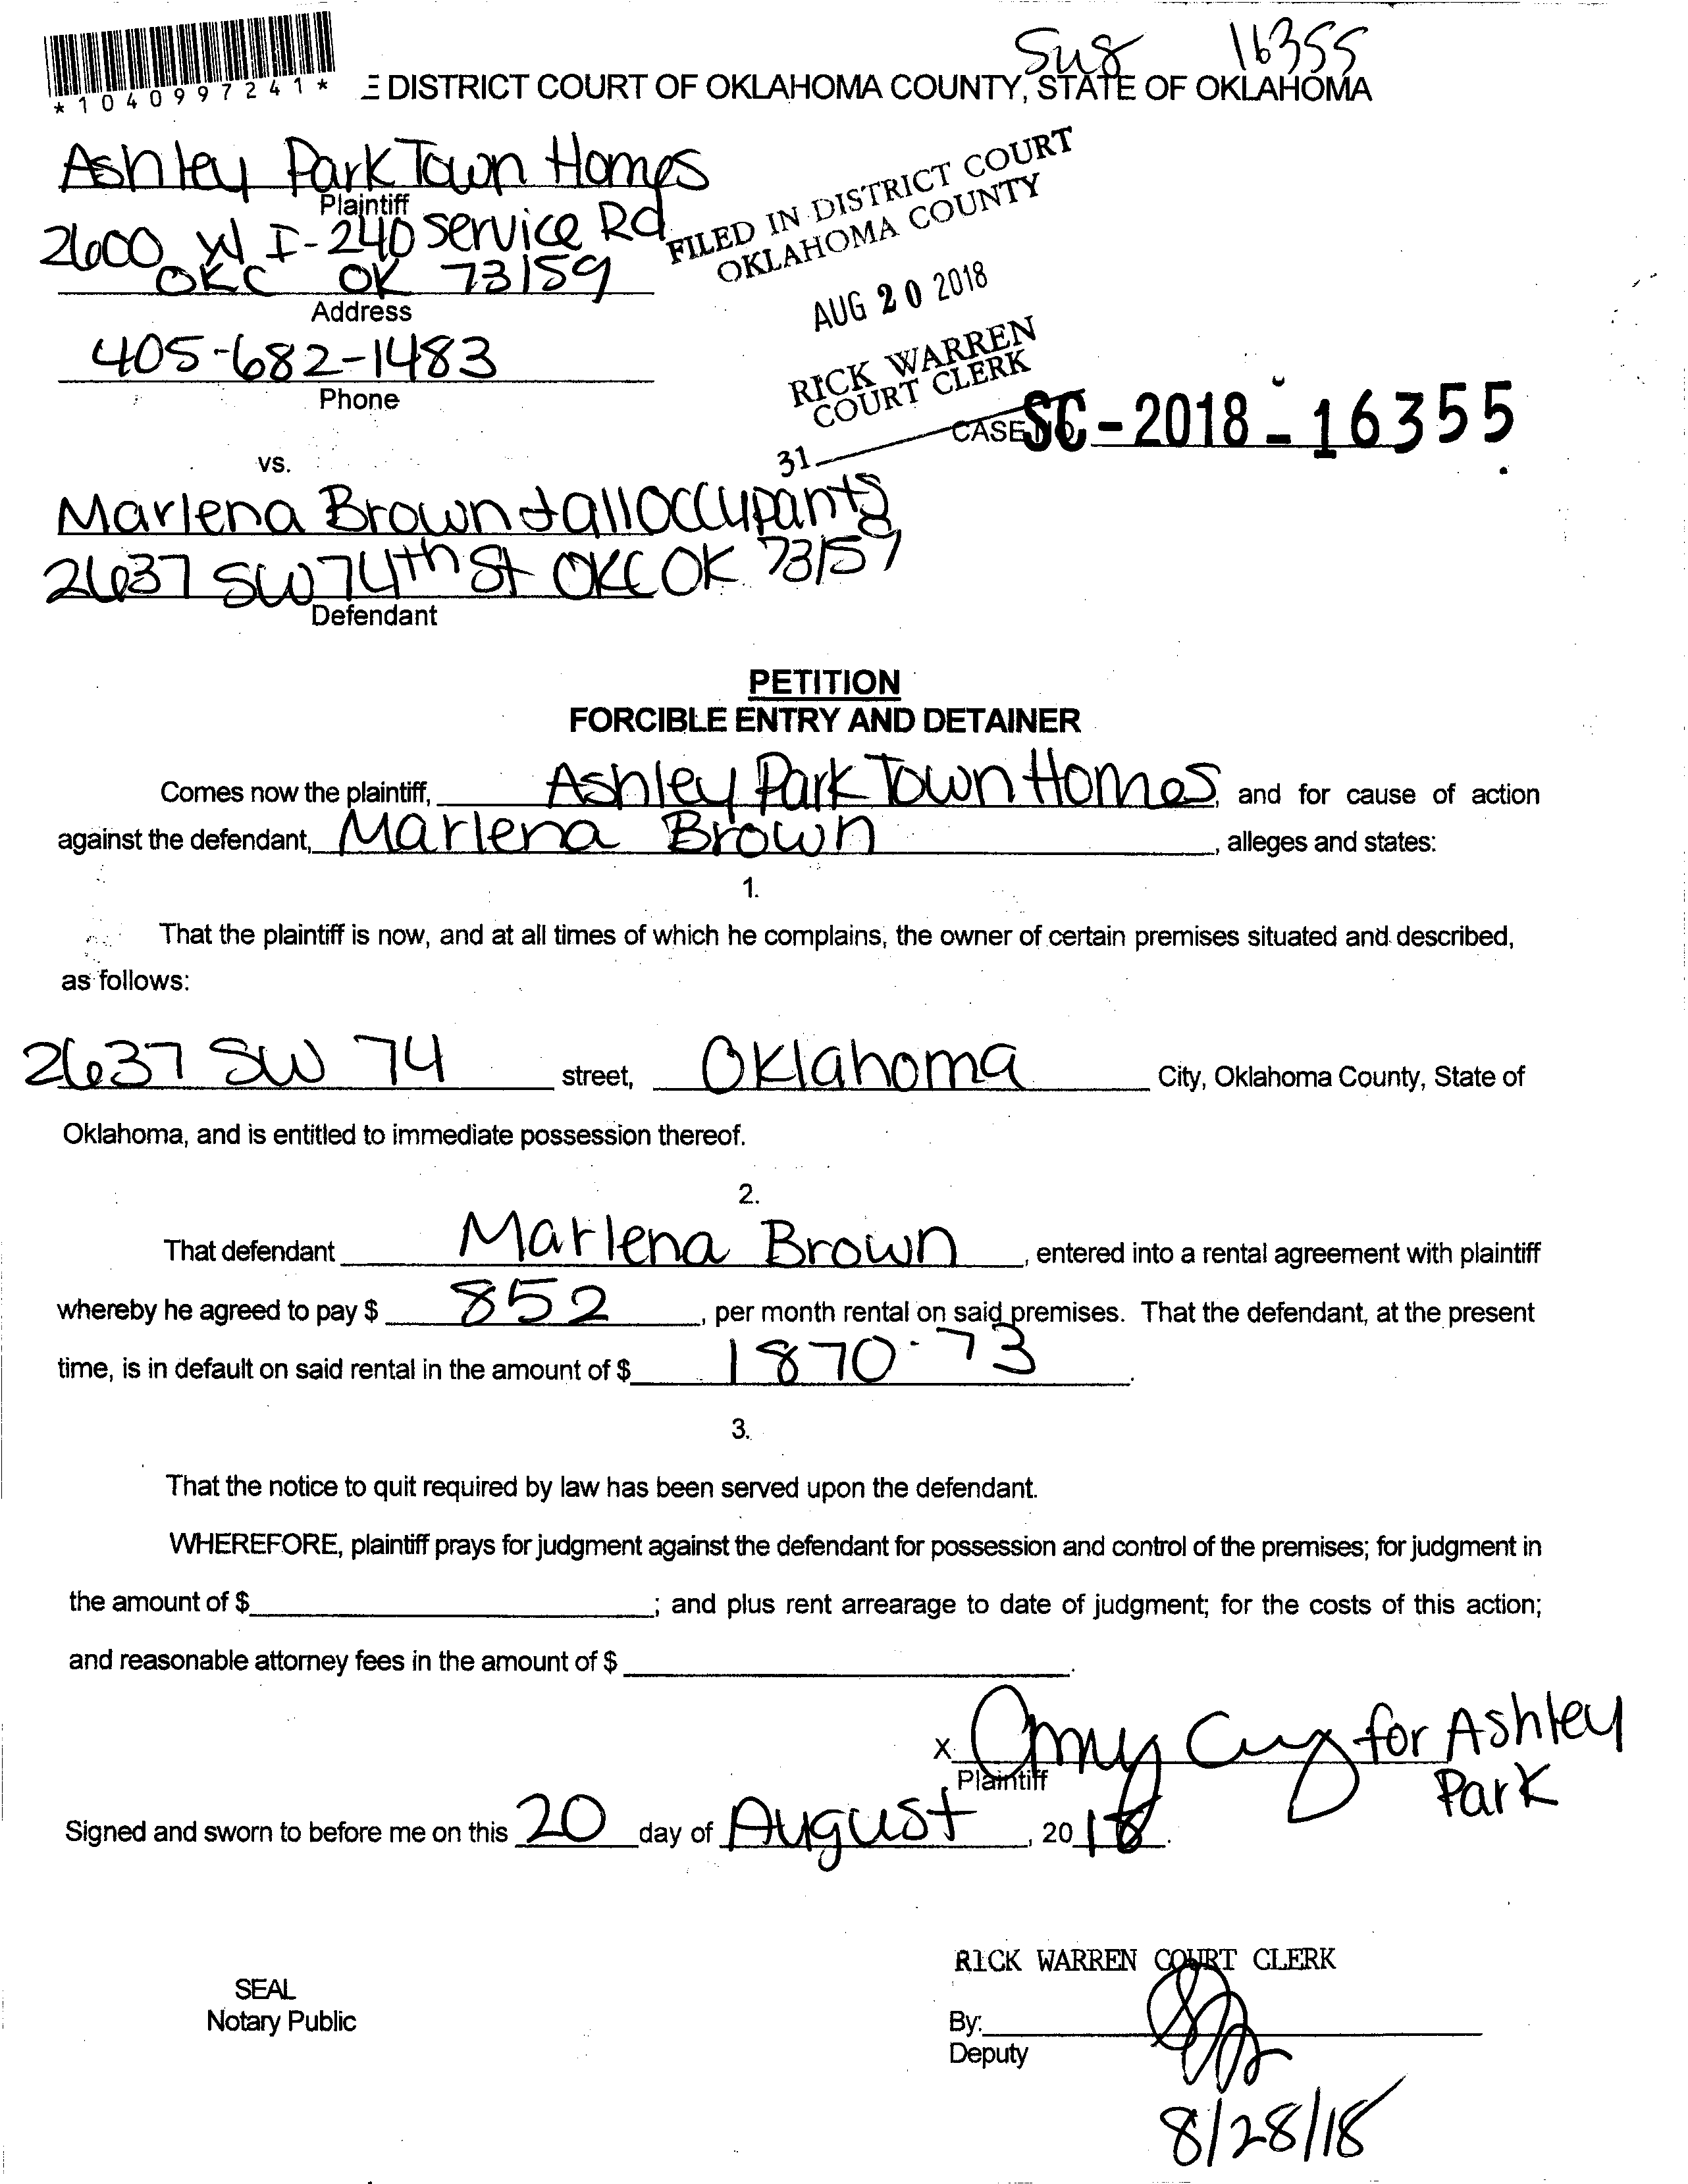 Su8 16355
*1040997241*
E DISTRICT COURT OF OKLAHOMA COUNTY, STATE OF OKLAHOMA
Ashley Park Town Homes
Plaintiff
2600 W I-240 Service Rd
OKC OK 73159
Address
405-682-1483
Phone
FILED IN DISTRICT COURT
OKLAHOMA COUNTY
AUG 20 2018
RICK WARREN
COURT CLERK
31
CASE NO. SC-2018-16355
vs.
Marlena Brown + all occupants
2637 SW 74th St OKC OK 73159
Defendant
PETITION
FORCIBLE ENTRY AND DETAINER
Comes now the plaintiff, Ashley Park Town Homes, and for cause of action
against the defendant, Marlena Brown, alleges and states:
1.
That the plaintiff is now, and at all times of which he complains, the owner of certain premises situated and described,
as follows:
2637 SW 74 street, Oklahoma City, Oklahoma County, State of
Oklahoma, and is entitled to immediate possession thereof.
2.
That defendant Marlena Brown, entered into a rental agreement with plaintiff
whereby he agreed to pay $ 852, per month rental on said premises. That the defendant, at the present
time, is in default on said rental in the amount of $ 1870.73.
3.
That the notice to quit required by law has been served upon the defendant.
WHEREFORE, plaintiff prays for judgment against the defendant for possession and control of the premises; for judgment in
the amount of $ ; and plus rent arrearage to date of judgment; for the costs of this action;
and reasonable attorney fees in the amount of $ .
X Amy for Ashley
Park
Plaintiff
Signed and sworn to before me on this 20 day of August, 2018.
RICK WARREN COURT CLERK
SEAL
Notary Public
By:
Deputy
8/28/18